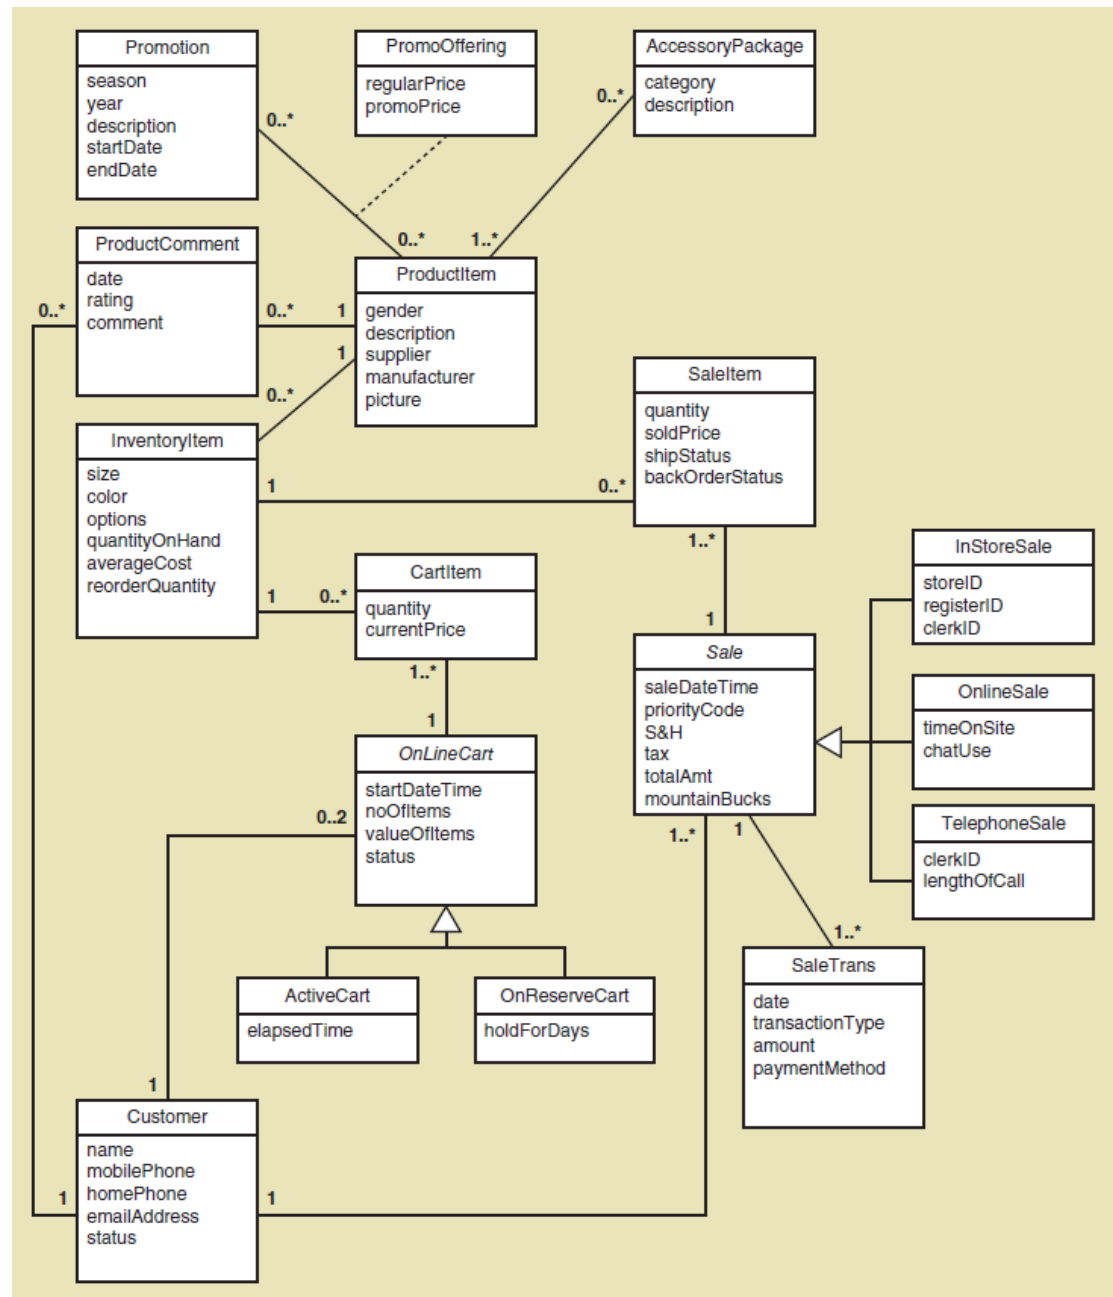 Promotion
season
year
description
startDate
endDate
PromoOffering
regularPrice
promoPrice
AccessoryPackage
category
description
0..*
0..*
0..*
1..*
ProductComment
date
rating
comment
0..*
0..*
1
ProductItem
gender
description
supplier
manufacturer
picture
1
0..*
InventoryItem
size
color
options
quantityOnHand
averageCost
reorderQuantity
SaleItem
quantity
soldPrice
shipStatus
backOrderStatus
1
0..*
1..*
1
0..*
CartItem
quantity
currentPrice
1..*
1
1
Sale
saleDateTime
priorityCode
S&H
tax
totalAmt
mountainBucks
InStoreSale
storeID
registerID
clerkID
OnlineSale
timeOnSite
chatUse
TelephoneSale
clerkID
lengthOfCall
OnLineCart
startDateTime
noOfItems
valueOfItems
status
0..2
1..*
1
1..*
ActiveCart
elapsedTime
OnReserveCart
holdForDays
SaleTrans
date
transactionType
amount
paymentMethod
1
Customer
name
mobilePhone
homePhone
emailAddress
status
1
1